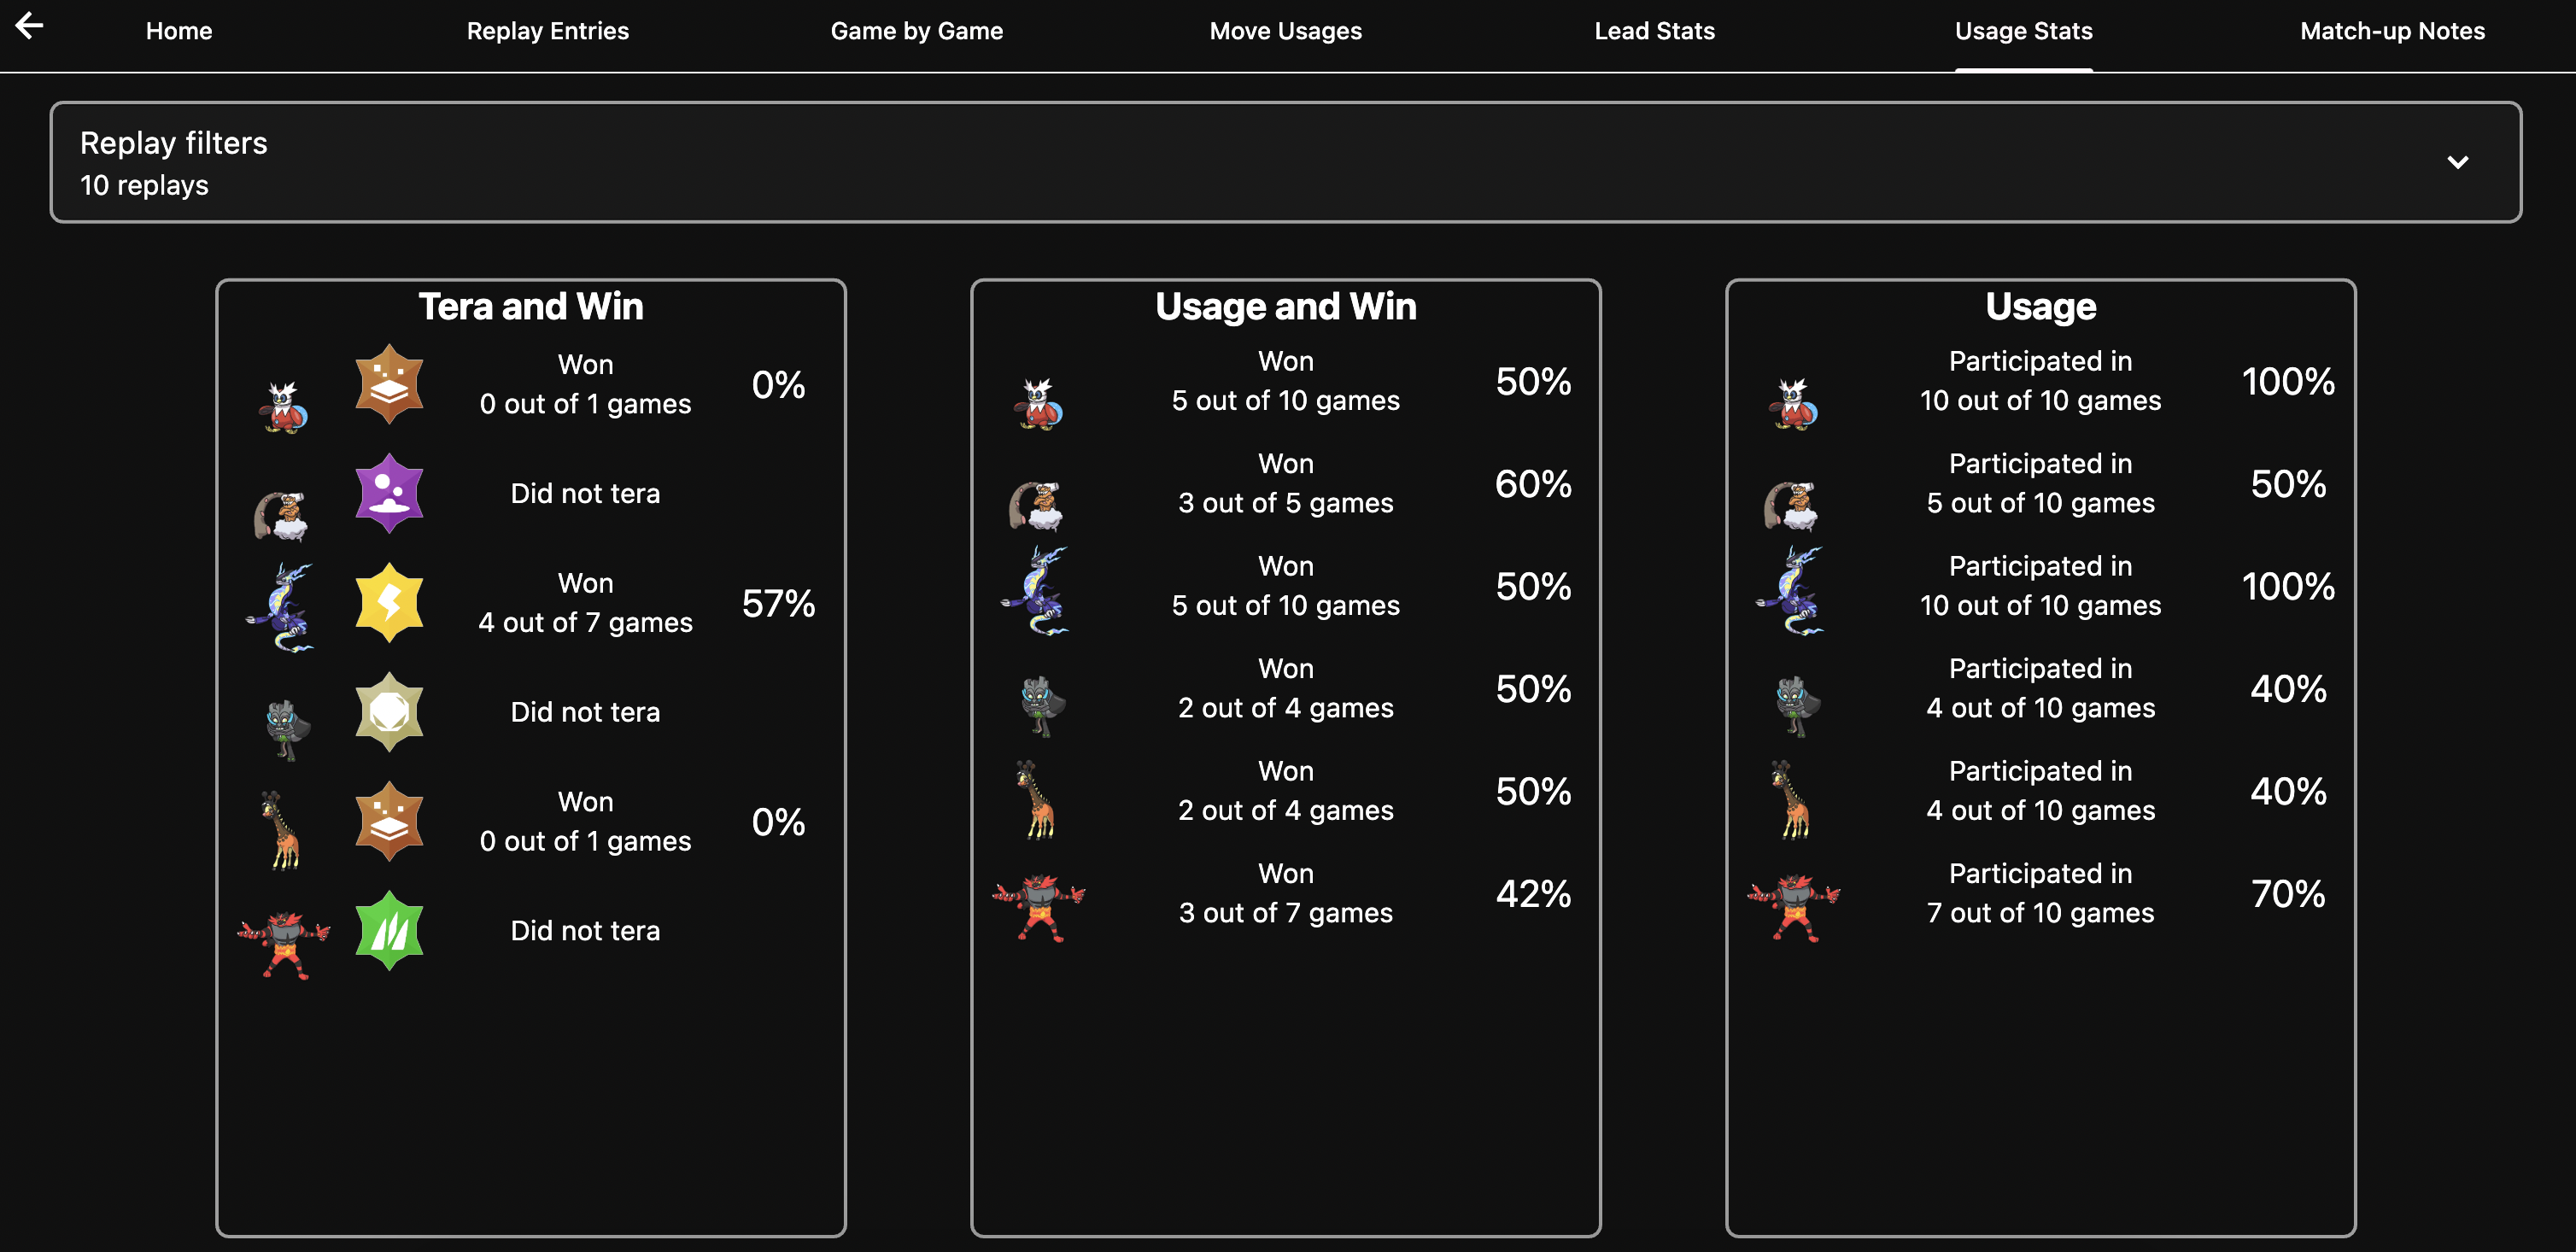 Home
Replay Entries
Game by Game
Move Usages
Lead Stats
Usage Stats
Match-up Notes
Replay filters
10 replays
Tera and Win
Won
0 out of 1 games
0%
Did not tera
Won
4 out of 7 games
57%
Did not tera
Won
0 out of 1 games
0%
Did not tera
Usage and Win
Won
5 out of 10 games
50%
Won
3 out of 5 games
60%
Won
5 out of 10 games
50%
Won
2 out of 4 games
50%
Won
2 out of 4 games
50%
Won
3 out of 7 games
42%
Usage
Participated in
10 out of 10 games
100%
Participated in
5 out of 10 games
50%
Participated in
10 out of 10 games
100%
Participated in
4 out of 10 games
40%
Participated in
4 out of 10 games
40%
Participated in
7 out of 10 games
70%